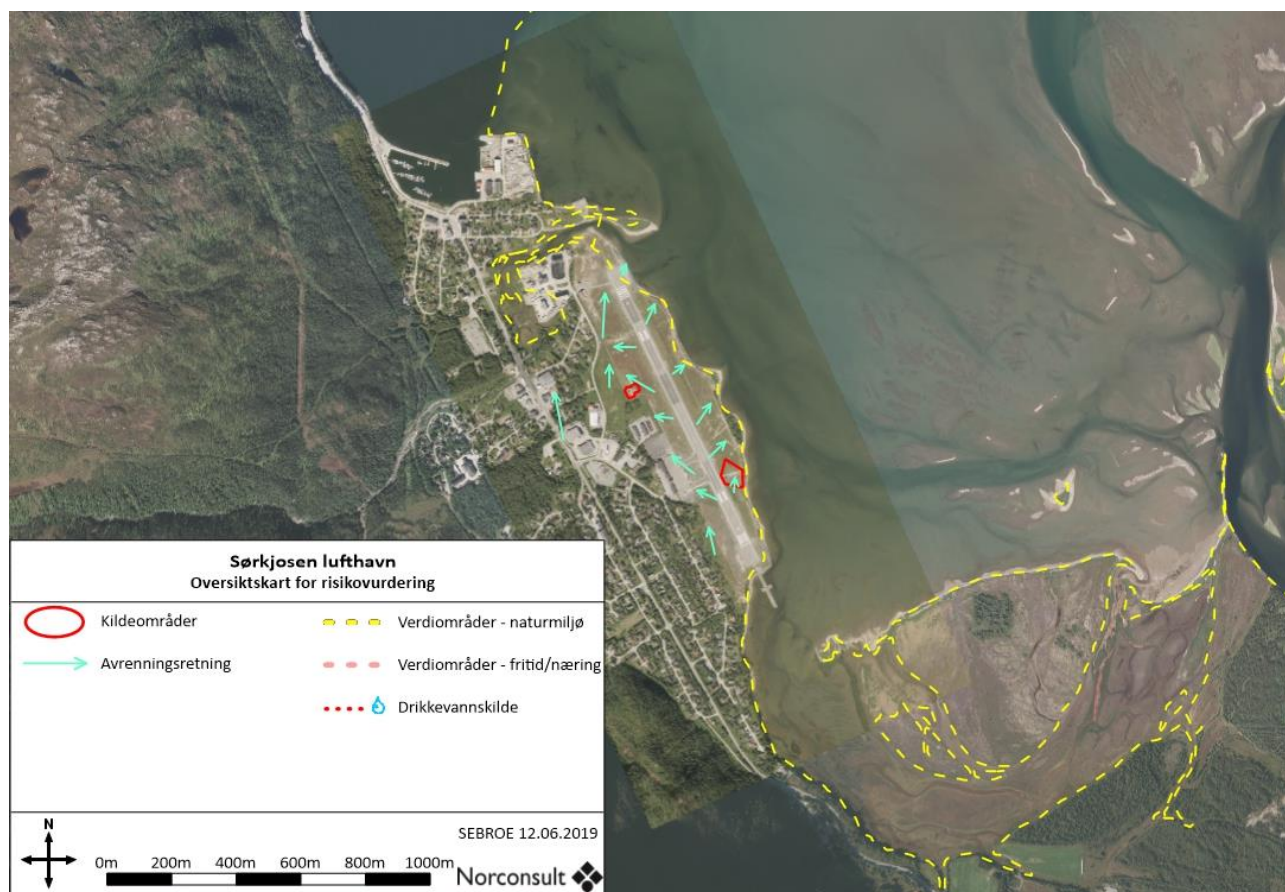 Sørkjosen lufthavn
Oversiktskart for risikovurdering
Kildeområder
Verdiområder - naturmiljø
Avrenningsretning
Verdiområder - fritid/næring
Drikkevannskilde
N
SEBROE 12.06.2019
0m 200m 400m 600m 800m 1000m
Norconsult